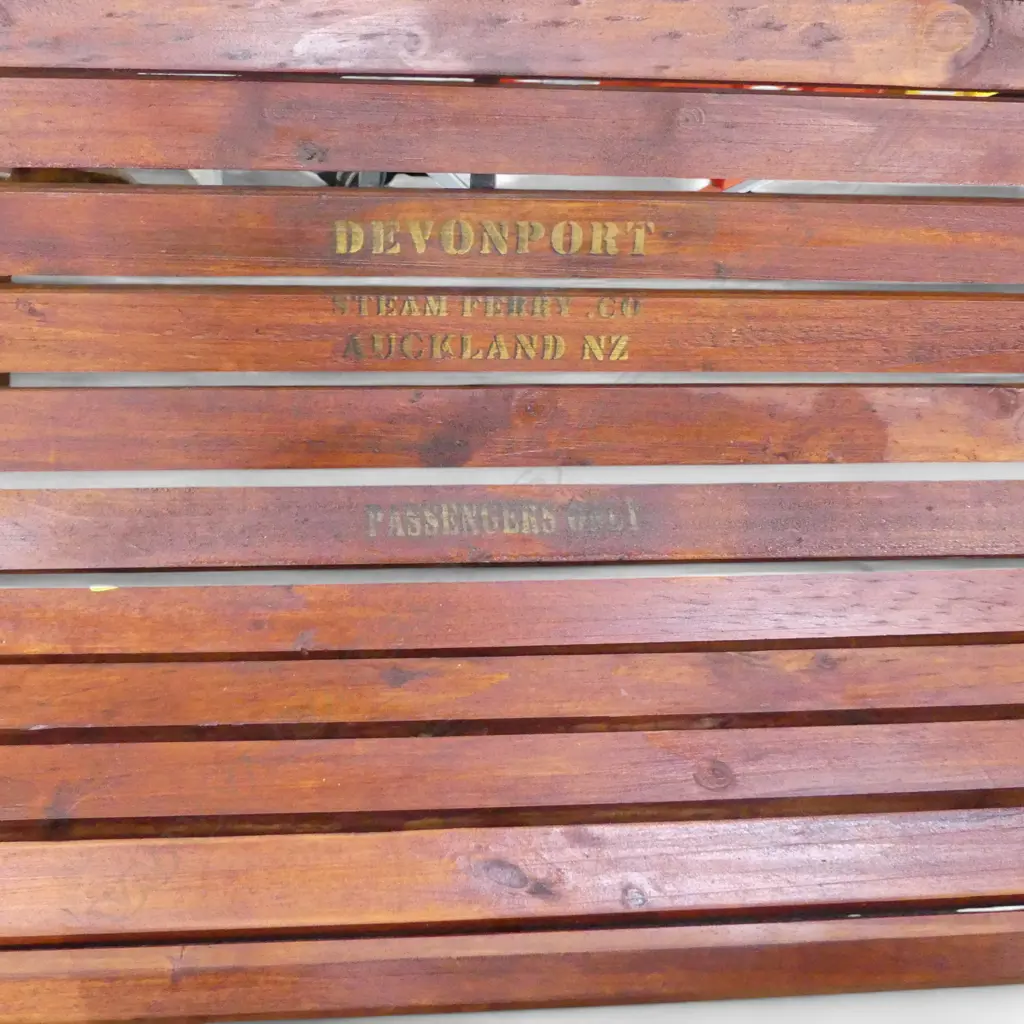 DEVONPORT
STEAM FERRY .CO
AUCKLAND NZ
PASSENGERS ONLY